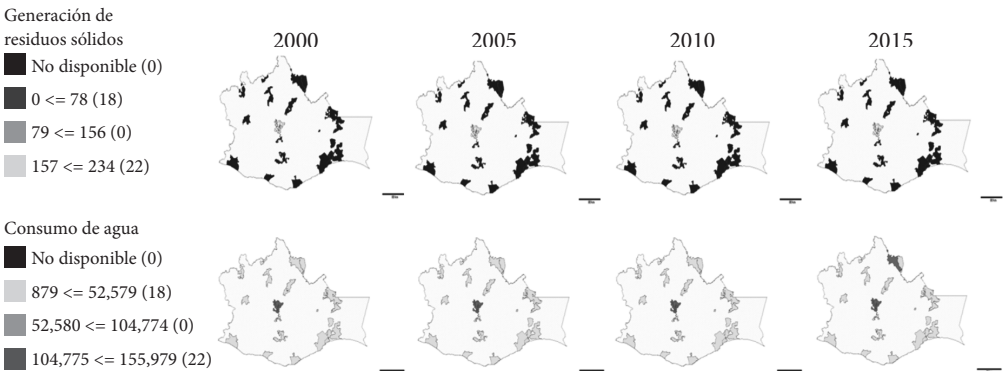 Generación de
residuos sólidos
No disponible (0)
0 <= 78 (18)
79 <= 156 (0)
157 <= 234 (22)
2000
2005
2010
2015
Consumo de agua
No disponible (0)
879 <= 52,579 (18)
52,580 <= 104,774 (0)
104,775 <= 155,979 (22)